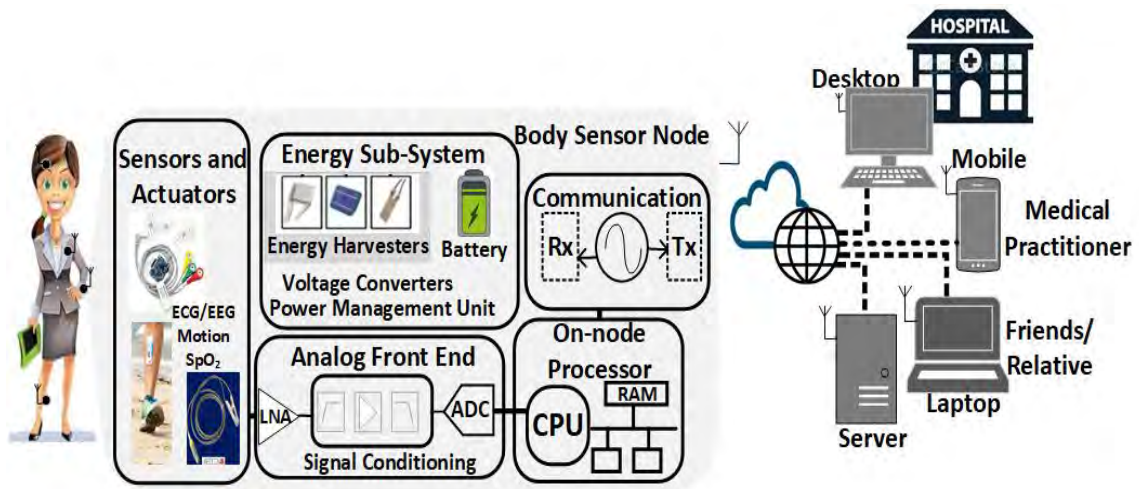 HOSPITAL
Desktop
Body Sensor Node
Sensors and
Actuators
ECG/EEG
Motion
SpO₂
Energy Sub-System
Energy Harvesters
Battery
Voltage Converters
Power Management Unit
Communication
Rx
Tx
Analog Front End
LNA
ADC
Signal Conditioning
On-node
Processor
RAM
CPU
Mobile
Medical
Practitioner
Friends/
Relative
Laptop
Server